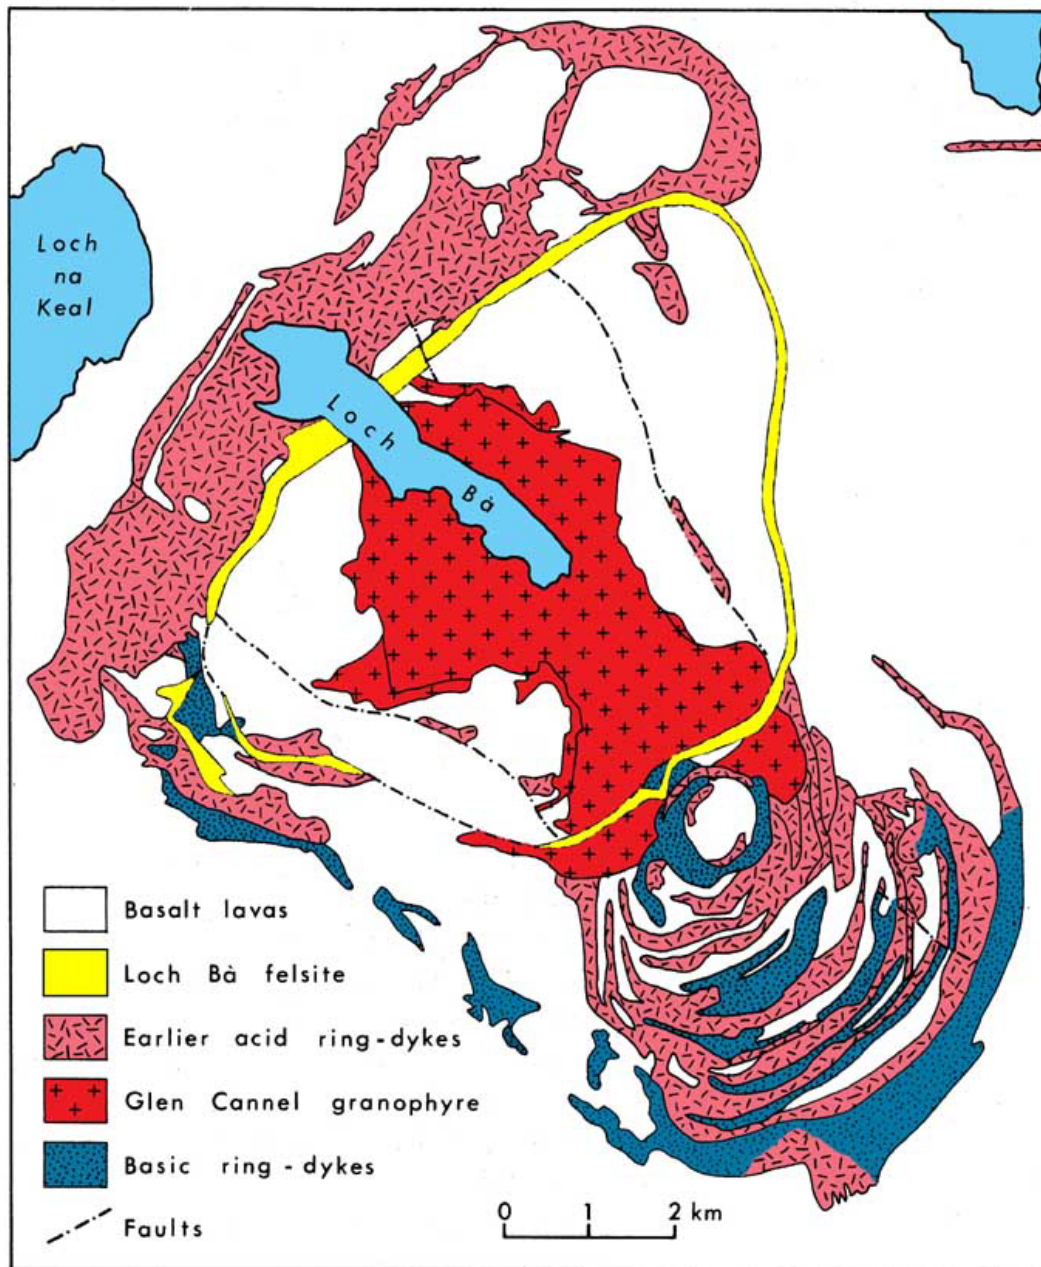 Loch
na
Keal
Loch
Bà
Basalt lavas
Loch Bà felsite
Earlier acid ring-dykes
Glen Cannel granophyre
Basic ring-dykes
Faults
0 1 2 km